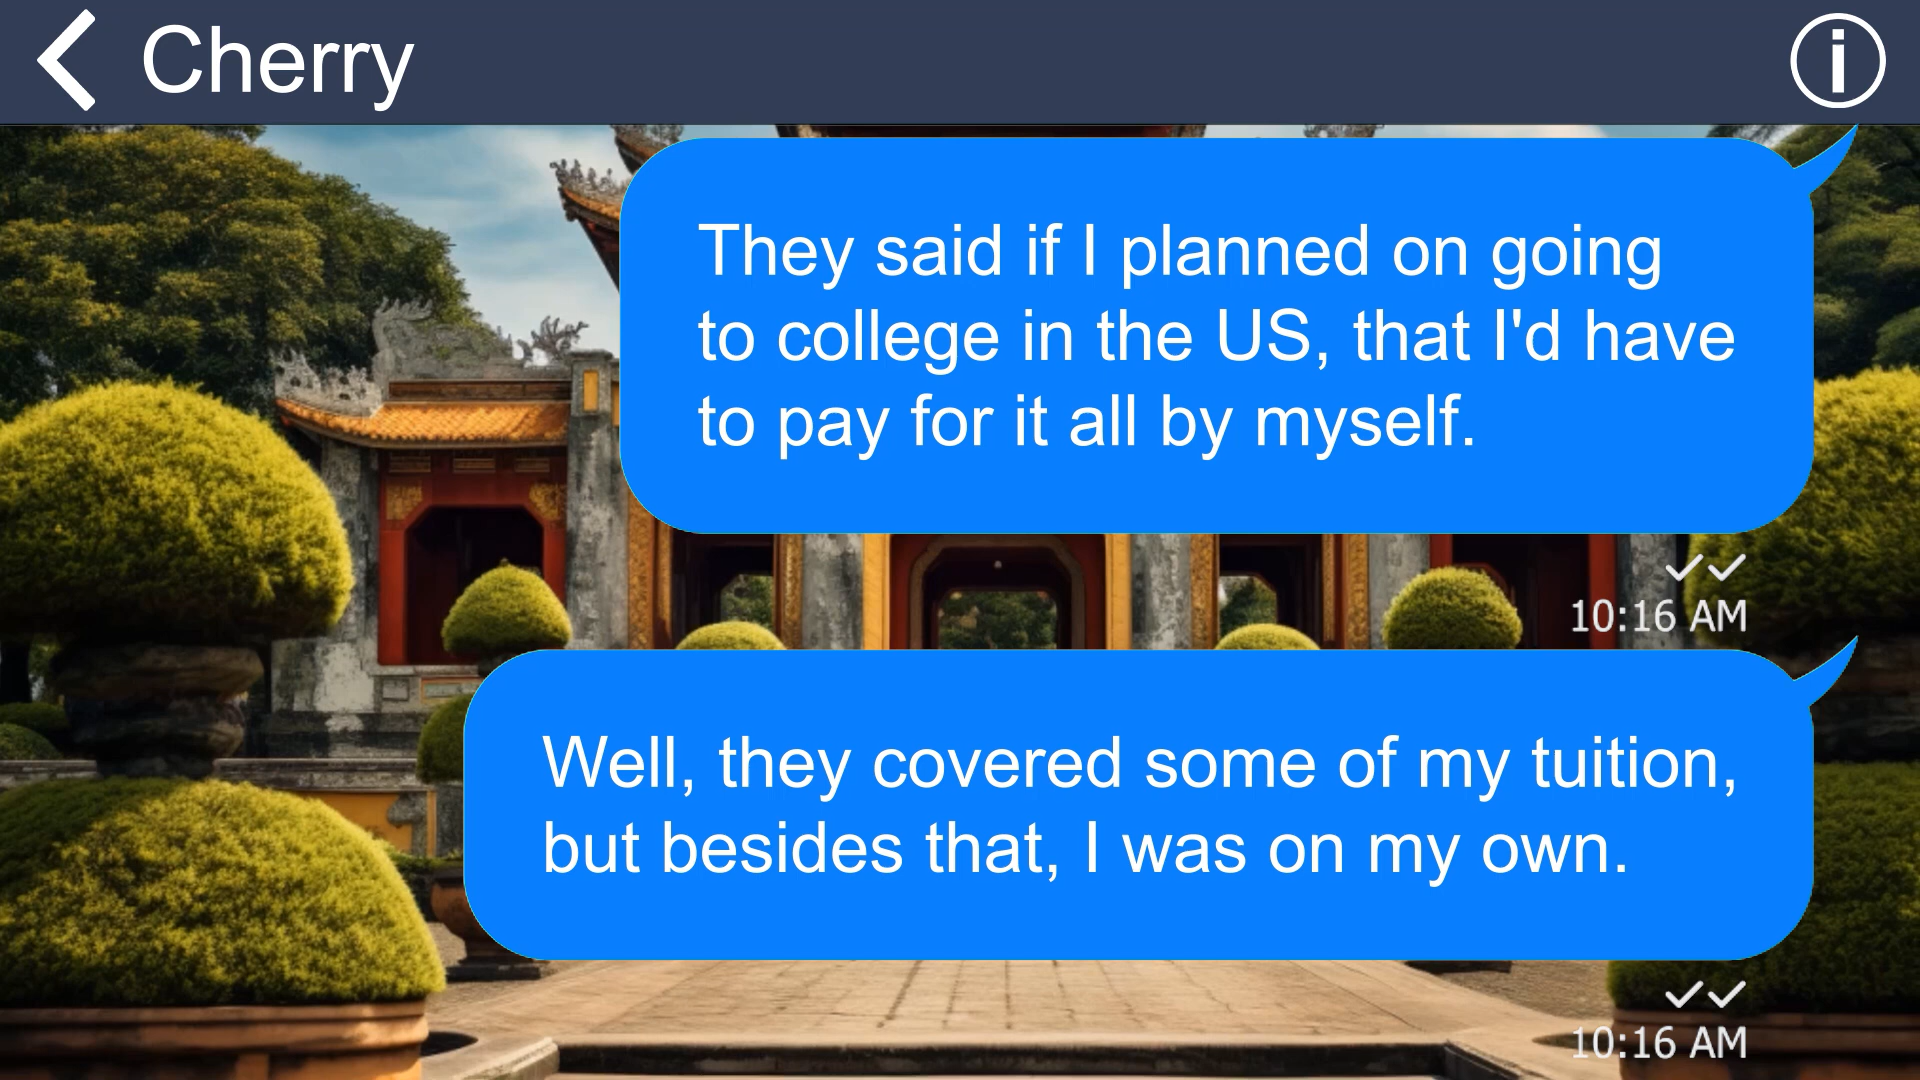 Cherry
They said if I planned on going
to college in the US, that I'd have
to pay for it all by myself.
10:16 AM
Well, they covered some of my tuition,
but besides that, I was on my own.
10:16 AM